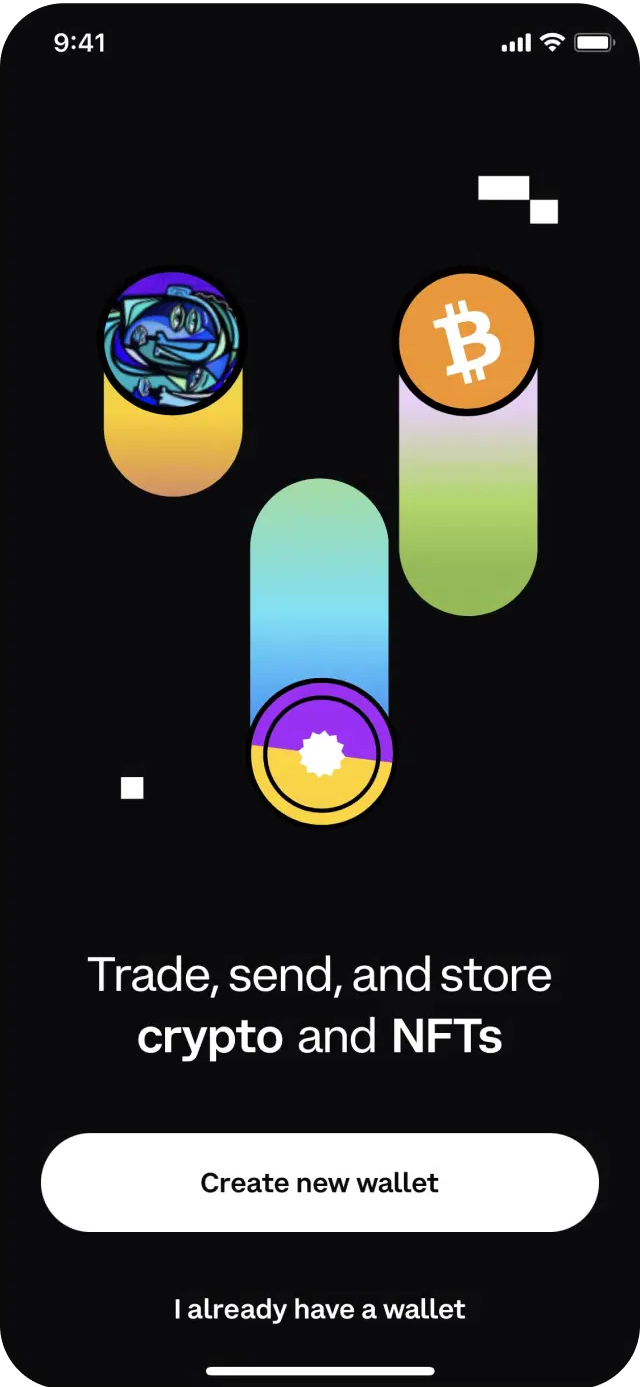 9:41
Trade, send, and store
crypto and NFTs
Create new wallet
I already have a wallet